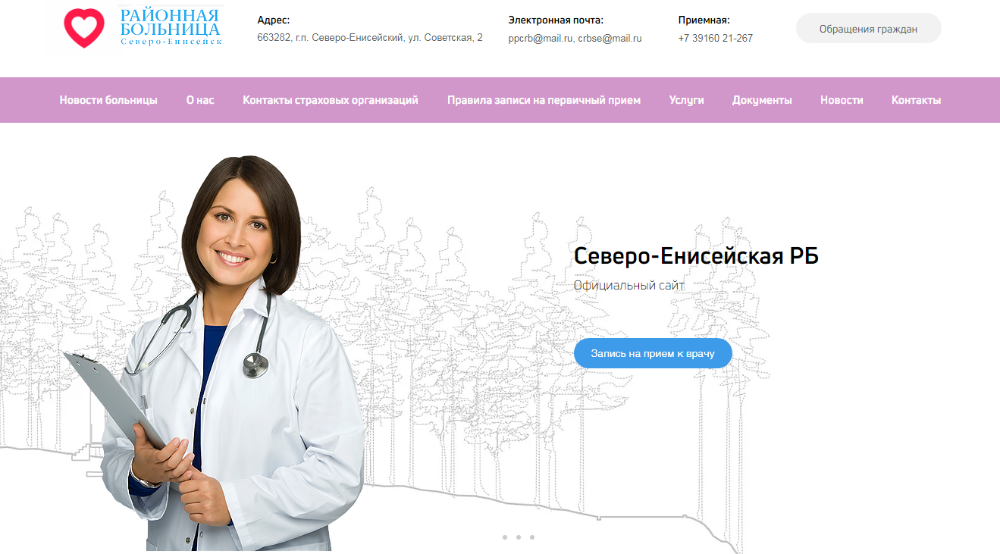 РАЙОННАЯ
БОЛЬНИЦА
Северо-Енисейск
Адрес:
663282, г.п. Северо-Енисейский, ул. Советская, 2
Электронная почта:
ppcrb@mail.ru, crbse@mail.ru
Приемная:
+7 39160 21-267
Обращения граждан
Новости больницы О нас Контакты страховых организаций Правила записи на первичный прием Услуги Документы Новости Контакты
Северо-Енисейская РБ
Официальный сайт
Запись на прием к врачу